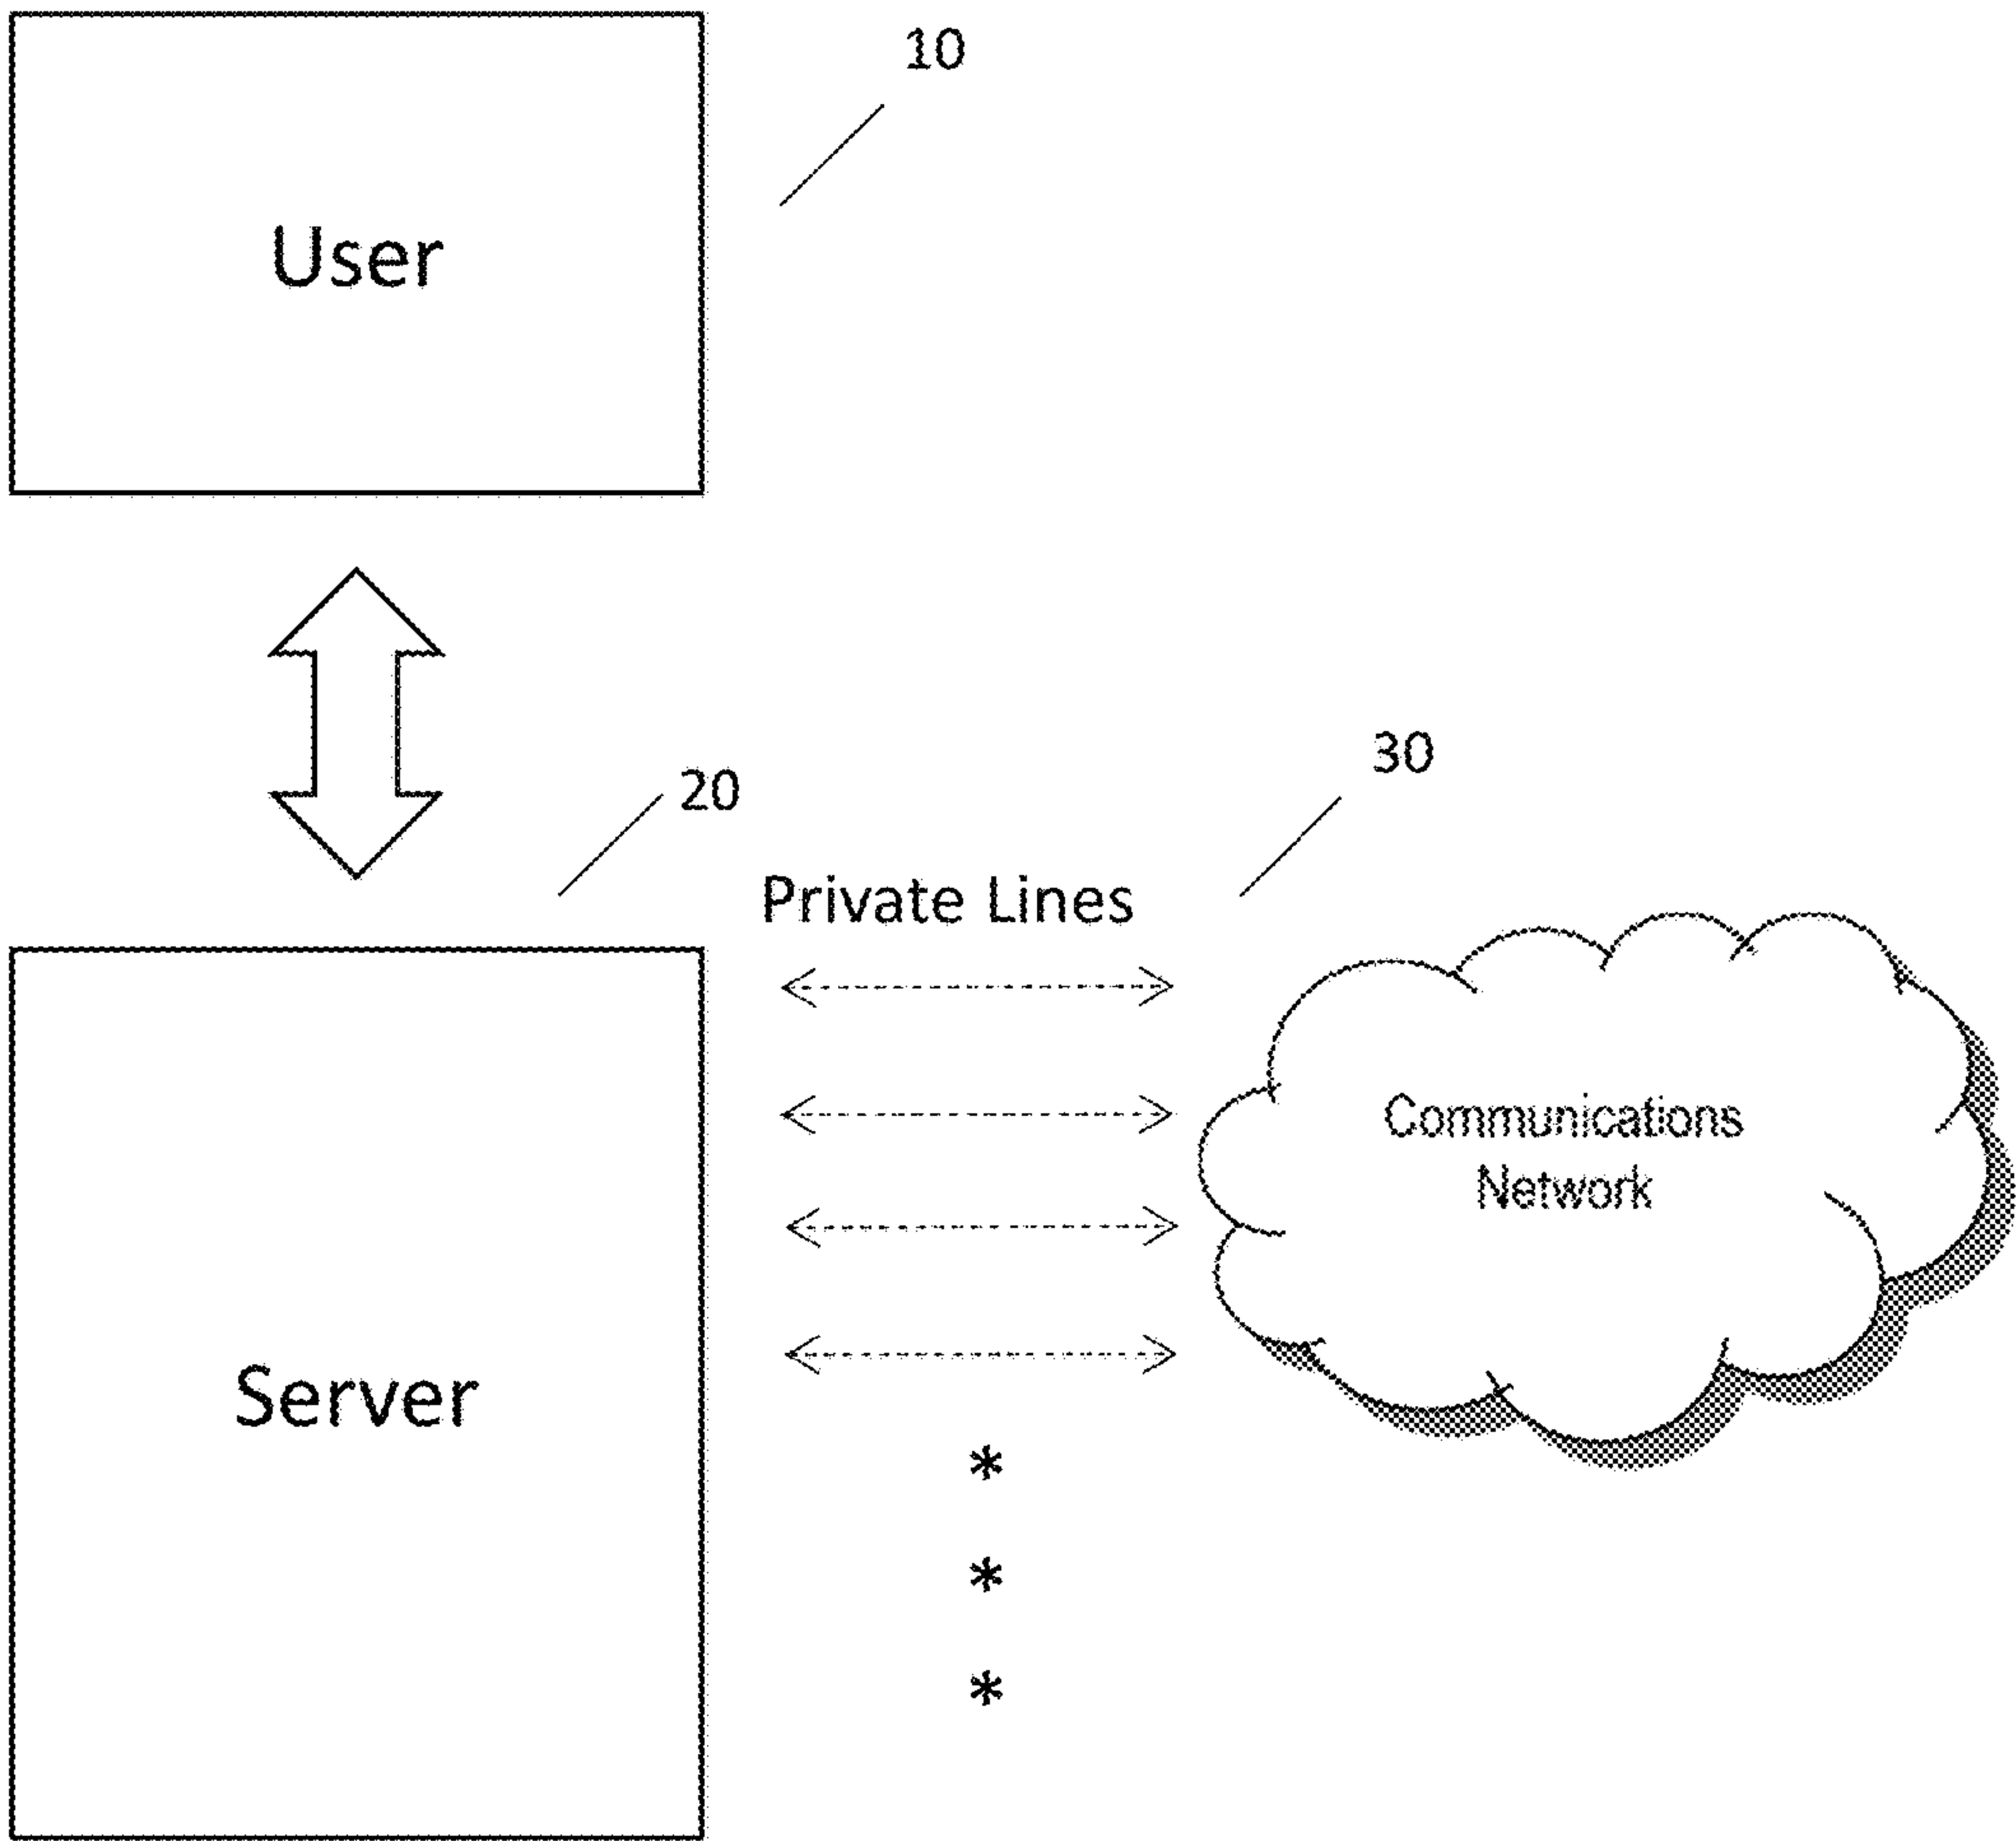 10
User
20
30
Private Lines
Communications
Network
Server
*
*
*